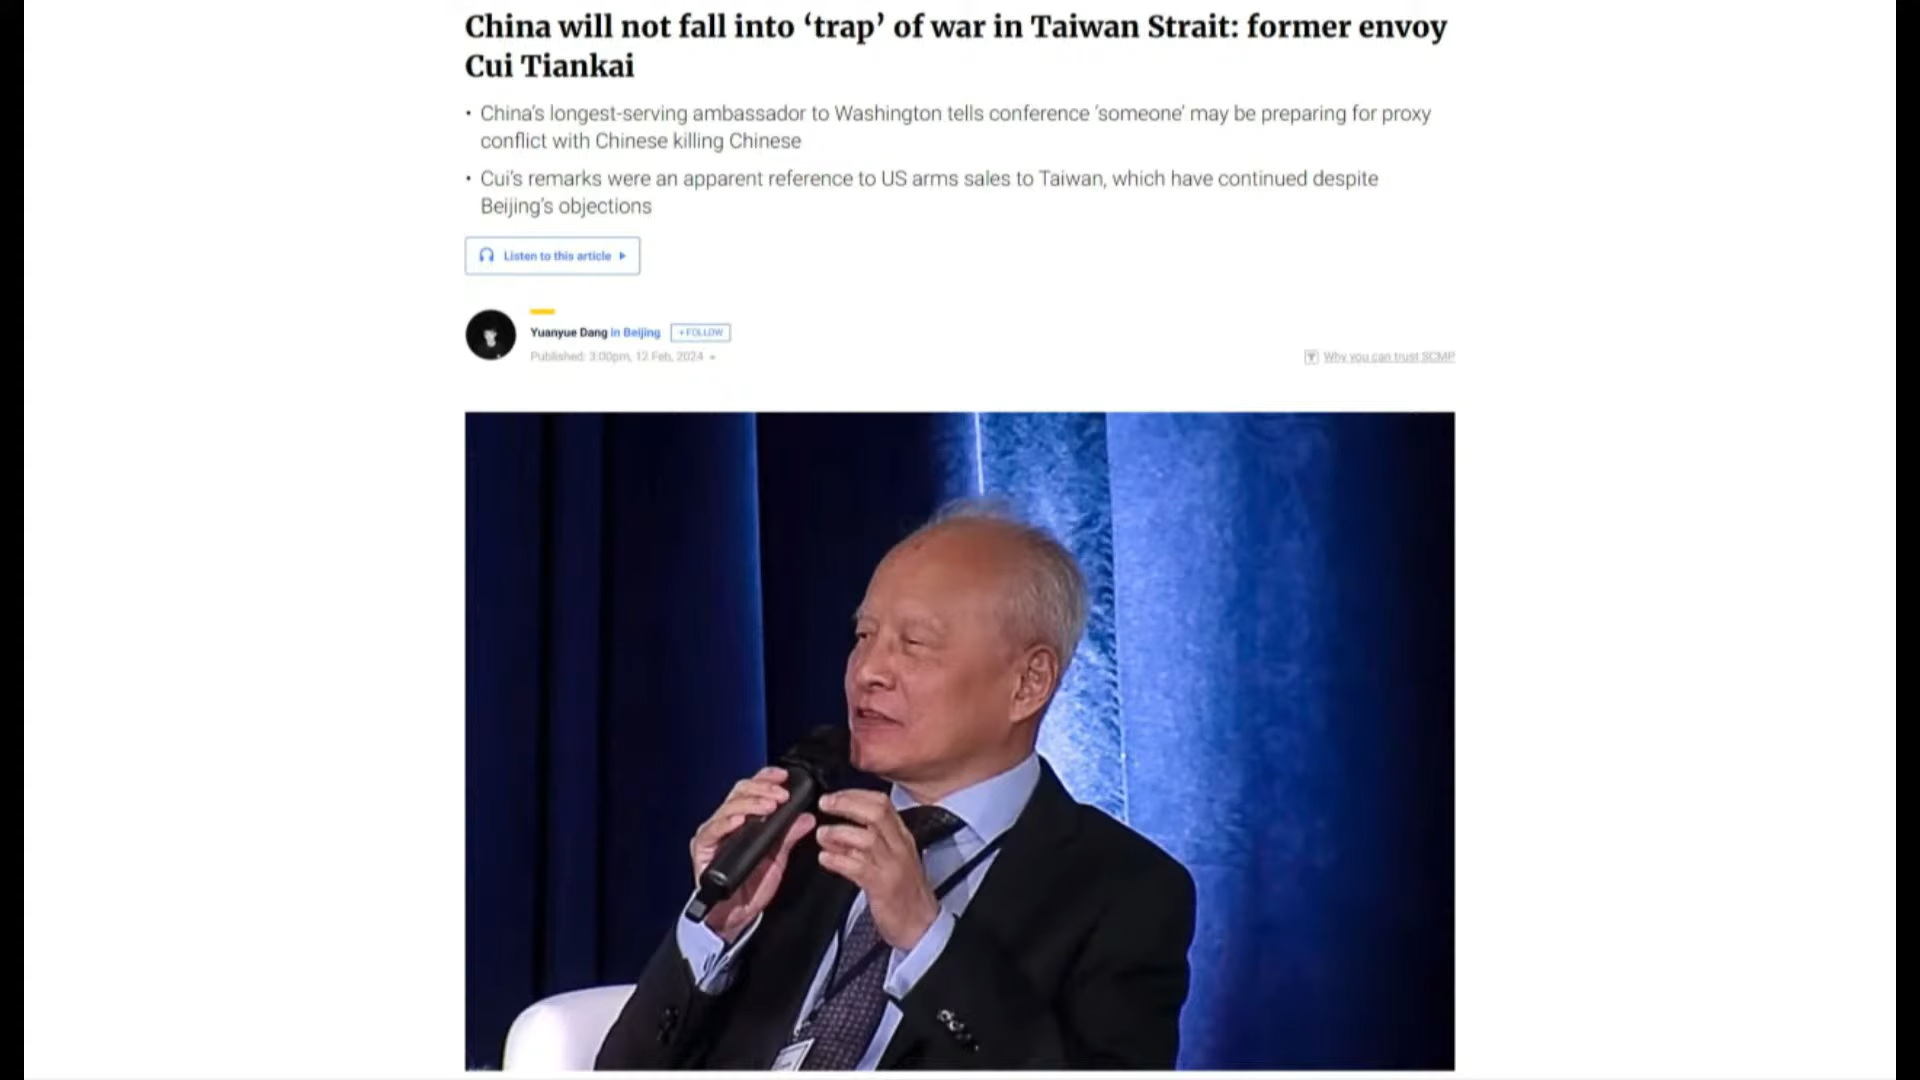 China will not fall into ‘trap’ of war in Taiwan Strait: former envoy
Cui Tiankai
• China’s longest-serving ambassador to Washington tells conference ‘someone’ may be preparing for proxy
conflict with Chinese killing Chinese
• Cui’s remarks were an apparent reference to US arms sales to Taiwan, which have continued despite
Beijing’s objections
Listen to this article
Yuanyue Dang in Beijing
+ FOLLOW
Published: 3:00pm, 12 Feb, 2024
Why you can trust SCMP